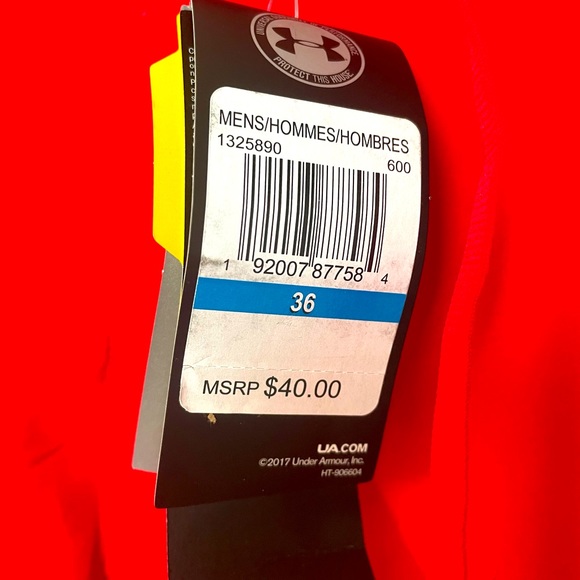 PROTECT THIS HOUSE
MENS/HOMMES/HOMBRES
1325890
600
1 92007 87758 4
36
MSRP $40.00
UA.COM
©2017 Under Armour, Inc.
HT-906604